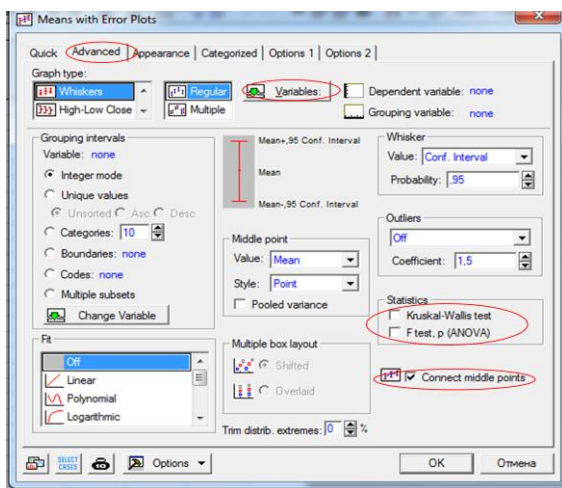 Means with Error Plots
Quick Advanced Appearance Categorized Options 1 Options 2
Graph type:
Whiskers
High-Low Close
Regular
Multiple
Variables:
Dependent variable: none
Grouping variable: none
Grouping intervals
Variable: none
Integer mode
Unique values
Unsorted Asc Desc
Categories: 10
Boundaries: none
Codes: none
Multiple subsets
Change Variable
Fit
Off
Linear
Polynomial
Logarithmic
Mean+,95 Conf. Interval
Mean
Mean-,95 Conf. Interval
Middle point
Value: Mean
Style: Point
Pooled variance
Multiple box layout
Shifted
Overlaid
Trim distrib. extremes: 0 %
Whisker
Value: Conf. Interval
Probability: ,95
Outliers
Off
Coefficient: 1,5
Statistics
Kruskal-Wallis test
F test, p (ANOVA)
Connect middle points
SELECT
CASES
Options
OK
Отмена